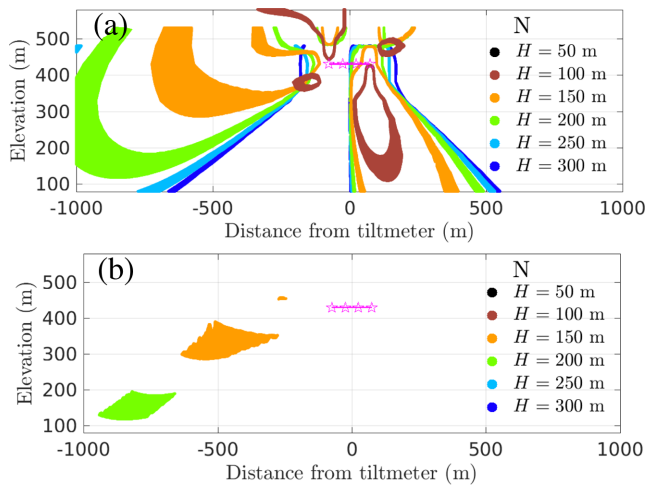 (a)
N
H = 50 m
H = 100 m
H = 150 m
H = 200 m
H = 250 m
H = 300 m
Elevation (m)
500
400
300
200
100
-1000 -500 0 500 1000
Distance from tiltmeter (m)
(b)
N
H = 50 m
H = 100 m
H = 150 m
H = 200 m
H = 250 m
H = 300 m
Elevation (m)
500
400
300
200
100
-1000 -500 0 500 1000
Distance from tiltmeter (m)